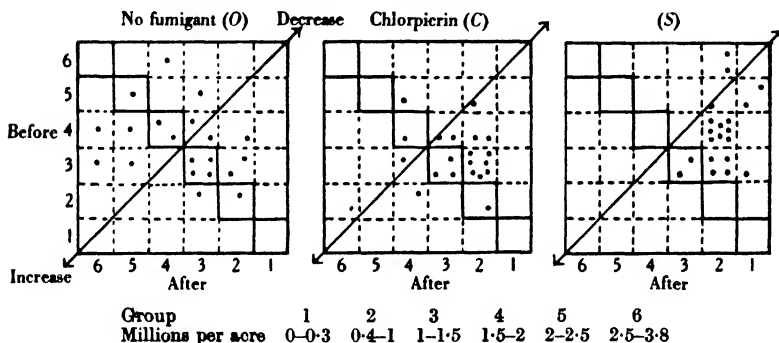 No fumigant (O) Decrease Chlorpicrin (C) (S)
6
5
Before 4
3
2
1
Increase 6 5 4 3 2 1 6 5 4 3 2 1 6 5 4 3 2 1
After After After
Group 1 2 3 4 5 6
Millions per acre 0–0·3 0·4–1 1–1·5 1·5–2 2–2·5 2·5–3·8